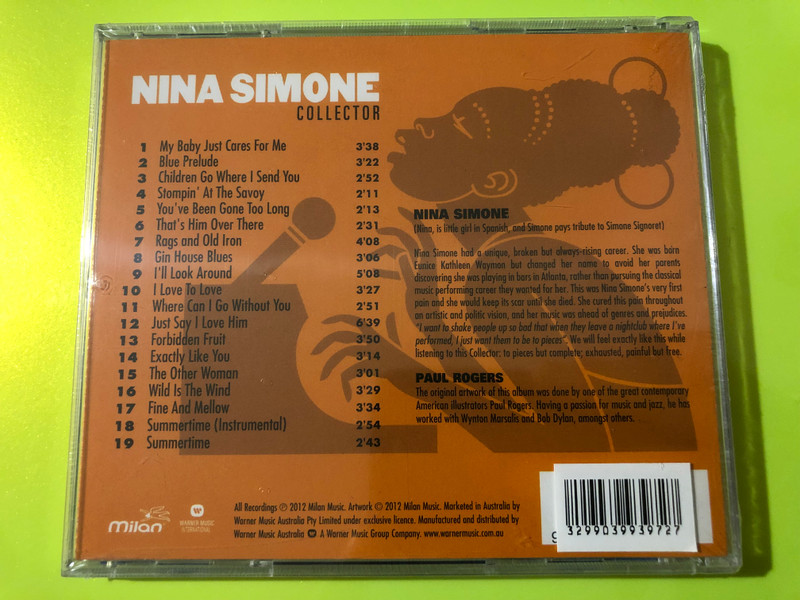 NINA SIMONE
COLLECTOR
1 My Baby Just Cares For Me 3'38
2 Blue Prelude 3'22
3 Children Go Where I Send You 2'52
4 Stompin' At The Savoy 2'11
5 You've Been Gone Too Long 2'13
6 That's Him Over There 2'31
7 Rags and Old Iron 4'08
8 Gin House Blues 3'06
9 I'll Look Around 5'08
10 I Love To Love 3'27
11 Where Can I Go Without You 2'51
12 Just Say I Love Him 6'39
13 Forbidden Fruit 3'50
14 Exactly Like You 3'14
15 The Other Woman 3'01
16 Wild Is The Wind 3'29
17 Fine And Mellow 3'34
18 Summertime (Instrumental) 2'54
19 Summertime 2'43
NINA SIMONE
(Nina, is little girl in Spanish, and Simone pays tribute to Simone Signoret)
Nina Simone had a unique, broken but always-rising career. She was born
Eunice Kathleen Waymon but changed her name to avoid her parents
discovering she was playing in bars in Atlanta, rather than pursuing the classical
music performing career they wanted for her. This was Nina Simone's very first
pain and she would keep its scar until she died. She cured this pain throughout
an artistic and politic vision, and her music was ahead of genres and prejudices.
"I want to shake people up so bad that when they leave a nightclub where I've
performed, I just want them to be to pieces". We will feel exactly like this while
listening to this Collector: to pieces but complete; exhausted, painful but free.
PAUL ROGERS
The original artwork of this album was done by one of the great contemporary
American illustrators Paul Rogers. Having a passion for music and jazz, he has
worked with Wynton Marsalis and Bob Dylan, amongst others.
milan
WARNER MUSIC
INTERNATIONAL
All Recordings ℗ 2012 Milan Music. Artwork © 2012 Milan Music. Marketed in Australia by
Warner Music Australia Pty Limited under exclusive licence. Manufactured and distributed by
Warner Music Australia A Warner Music Group Company. www.warnermusic.com.au
9
3299039939727